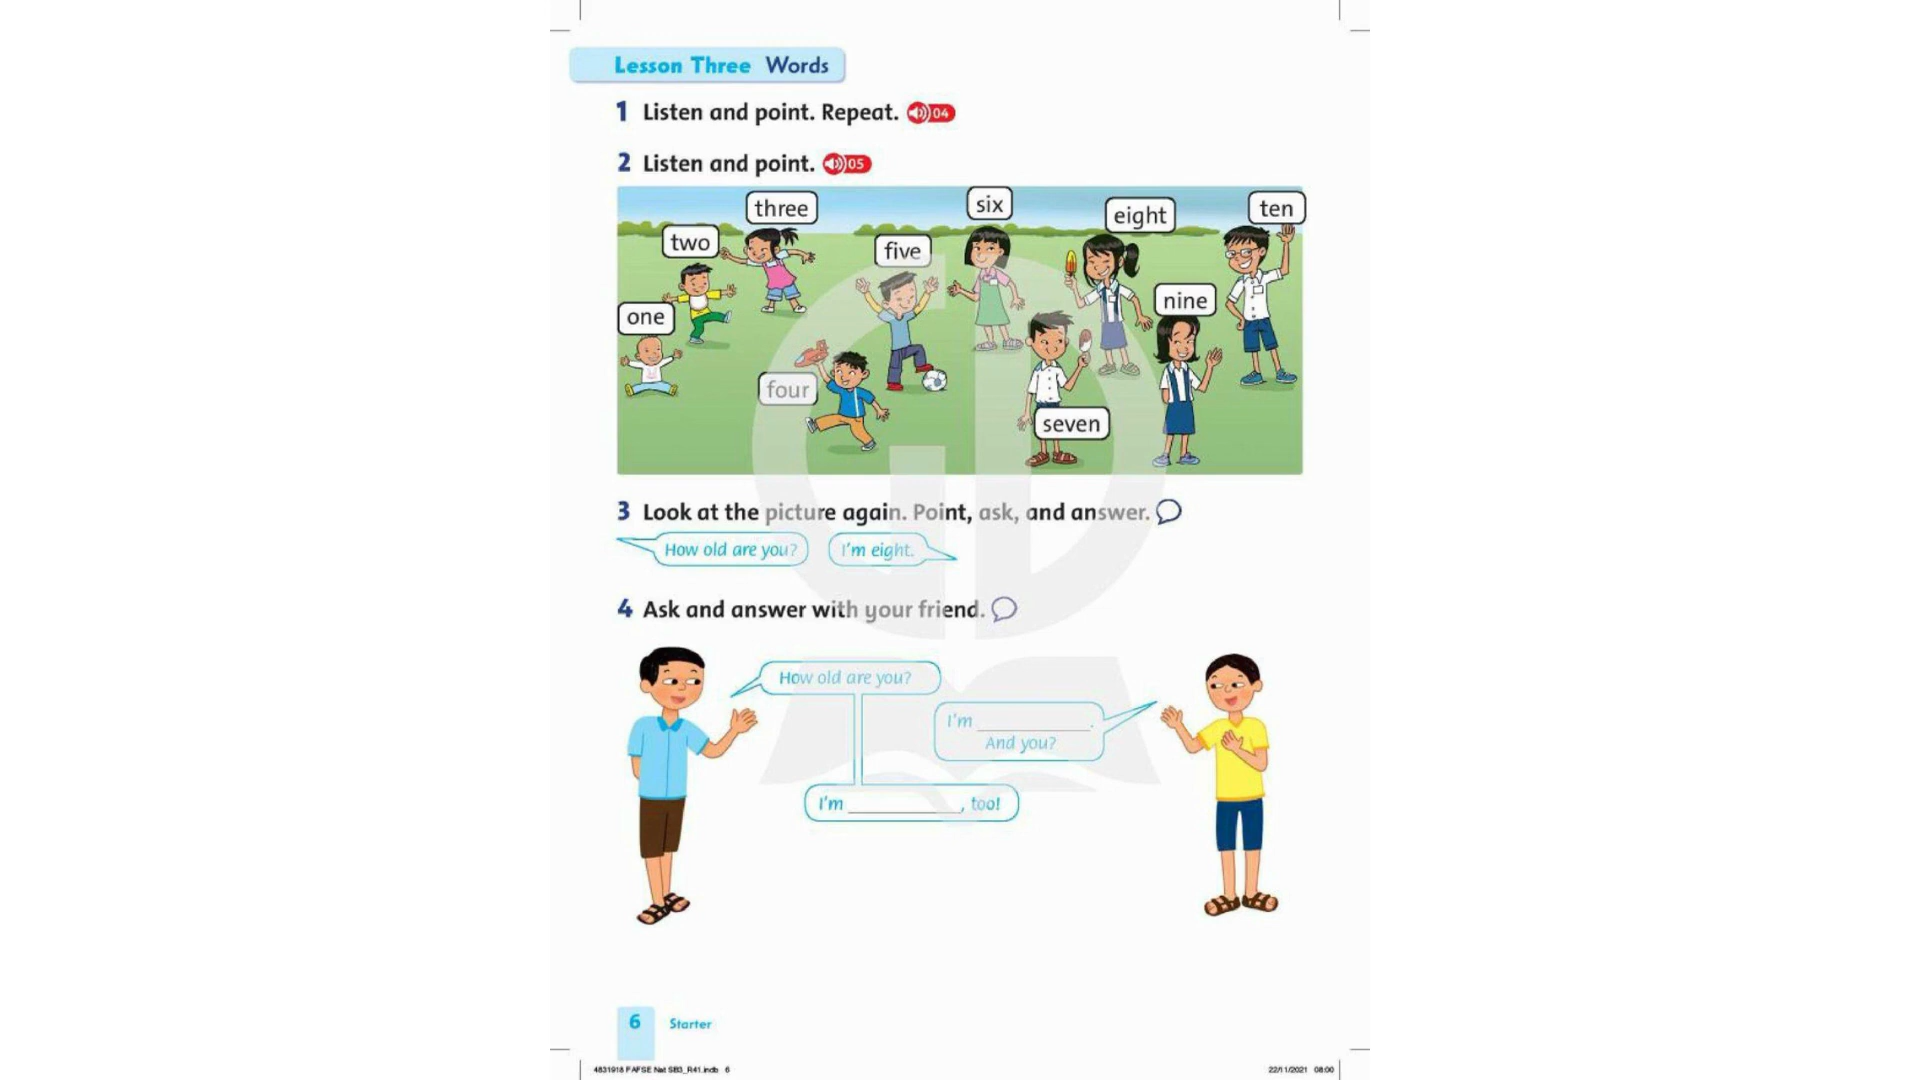 Lesson Three Words
1 Listen and point. Repeat. 04
2 Listen and point. 05
three
six
eight
ten
two
five
nine
one
four
seven
3 Look at the picture again. Point, ask, and answer.
How old are you? I'm eight.
4 Ask and answer with your friend.
How old are you?
I'm ____________.
And you?
I'm ____________, too!
6 Starter
4831918 FAFSE Nat SB3_R41.indb 6
22/11/2021 08:00